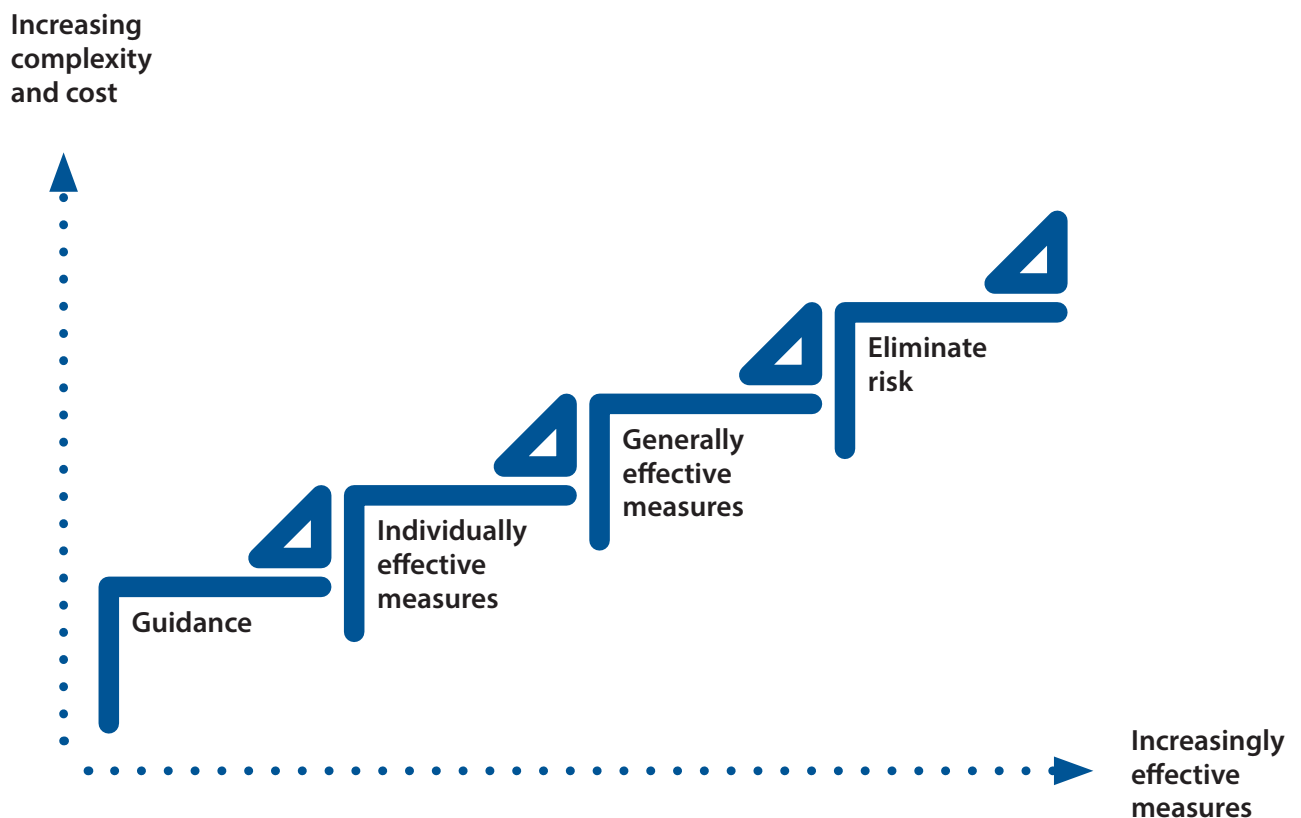 Increasing
complexity
and cost
Eliminate
risk
Generally
effective
measures
Individually
effective
measures
Guidance
Increasingly
effective
measures